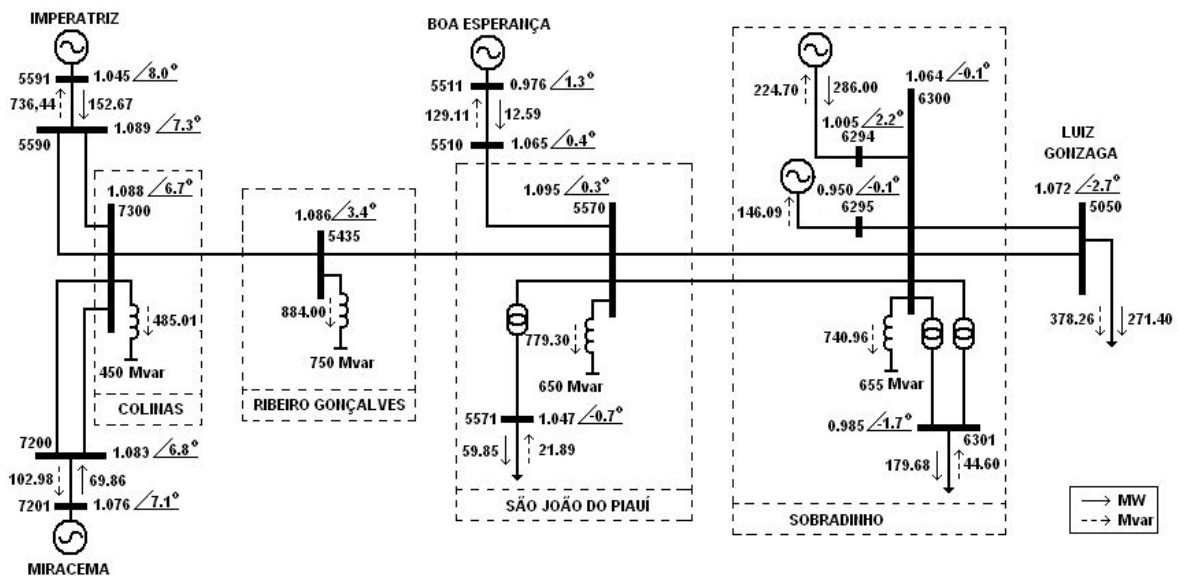 IMPERATRIZ
5591 1.045 /8.0°
736,44 152.67
1.089 /7.3°
5590
1.088 /6.7°
7300
485.01
450 Mvar
COLINAS
7200
1.083 /6.8°
102.98 69.86
7201 1.076 /7.1°
MIRACEMA
1.086 /3.4°
5435
884.00
750 Mvar
RIBEIRO GONÇALVES
BOA ESPERANÇA
5511 0.976 /1.3°
129.11 12.59
5510 1.065 /0.4°
1.095 /0.3°
5570
779.30
650 Mvar
5571 1.047 /-0.7°
59.85 21.89
SÃO JOÃO DO PIAUÍ
1.064 /-0.1°
6300
224.70 286.00
1.005 /2.2°
6294
0.950 /-0.1°
146.09 6295
740.96
655 Mvar
0.985 /-1.7°
6301
179.68 44.60
SOBRADINHO
LUIZ
GONZAGA
1.072 /-2.7°
5050
378.26 271.40
MW
Mvar